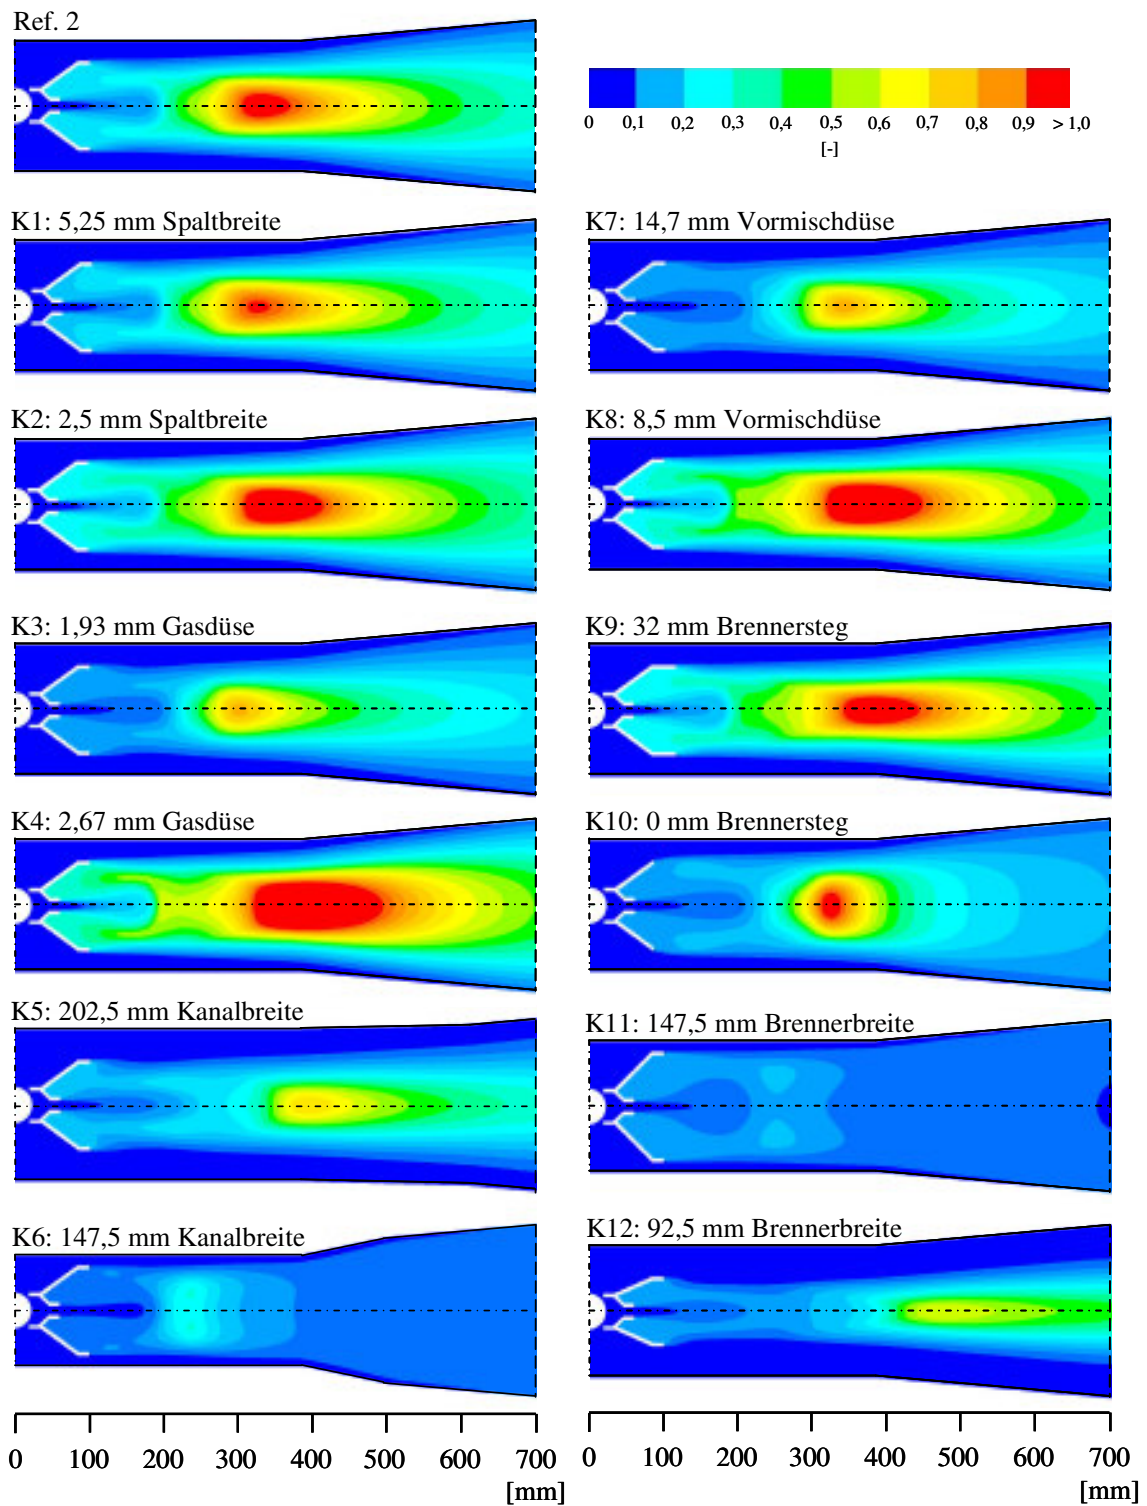 Ref. 2
0 0,1 0,2 0,3 0,4 0,5 0,6 0,7 0,8 0,9 > 1,0
[-]
K1: 5,25 mm Spaltbreite
K7: 14,7 mm Vormischdüse
K2: 2,5 mm Spaltbreite
K8: 8,5 mm Vormischdüse
K3: 1,93 mm Gasdüse
K9: 32 mm Brennersteg
K4: 2,67 mm Gasdüse
K10: 0 mm Brennersteg
K5: 202,5 mm Kanalbreite
K11: 147,5 mm Brennerbreite
K6: 147,5 mm Kanalbreite
K12: 92,5 mm Brennerbreite
0 100 200 300 400 500 600 700
[mm]
0 100 200 300 400 500 600 700
[mm]